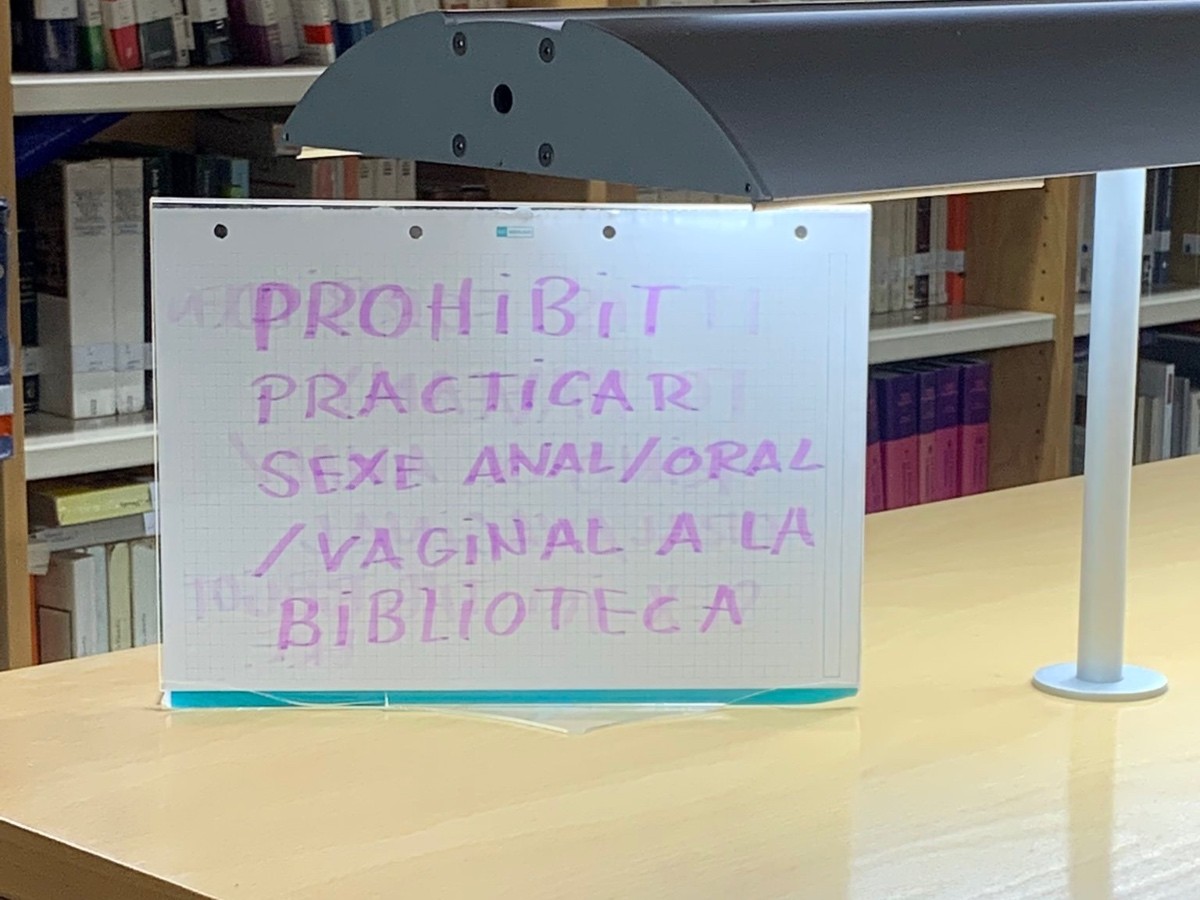 PROHIBIT
PRACTICAR
SEXE ANAL/ORAL
/VAGINAL A LA
BIBLIOTECA